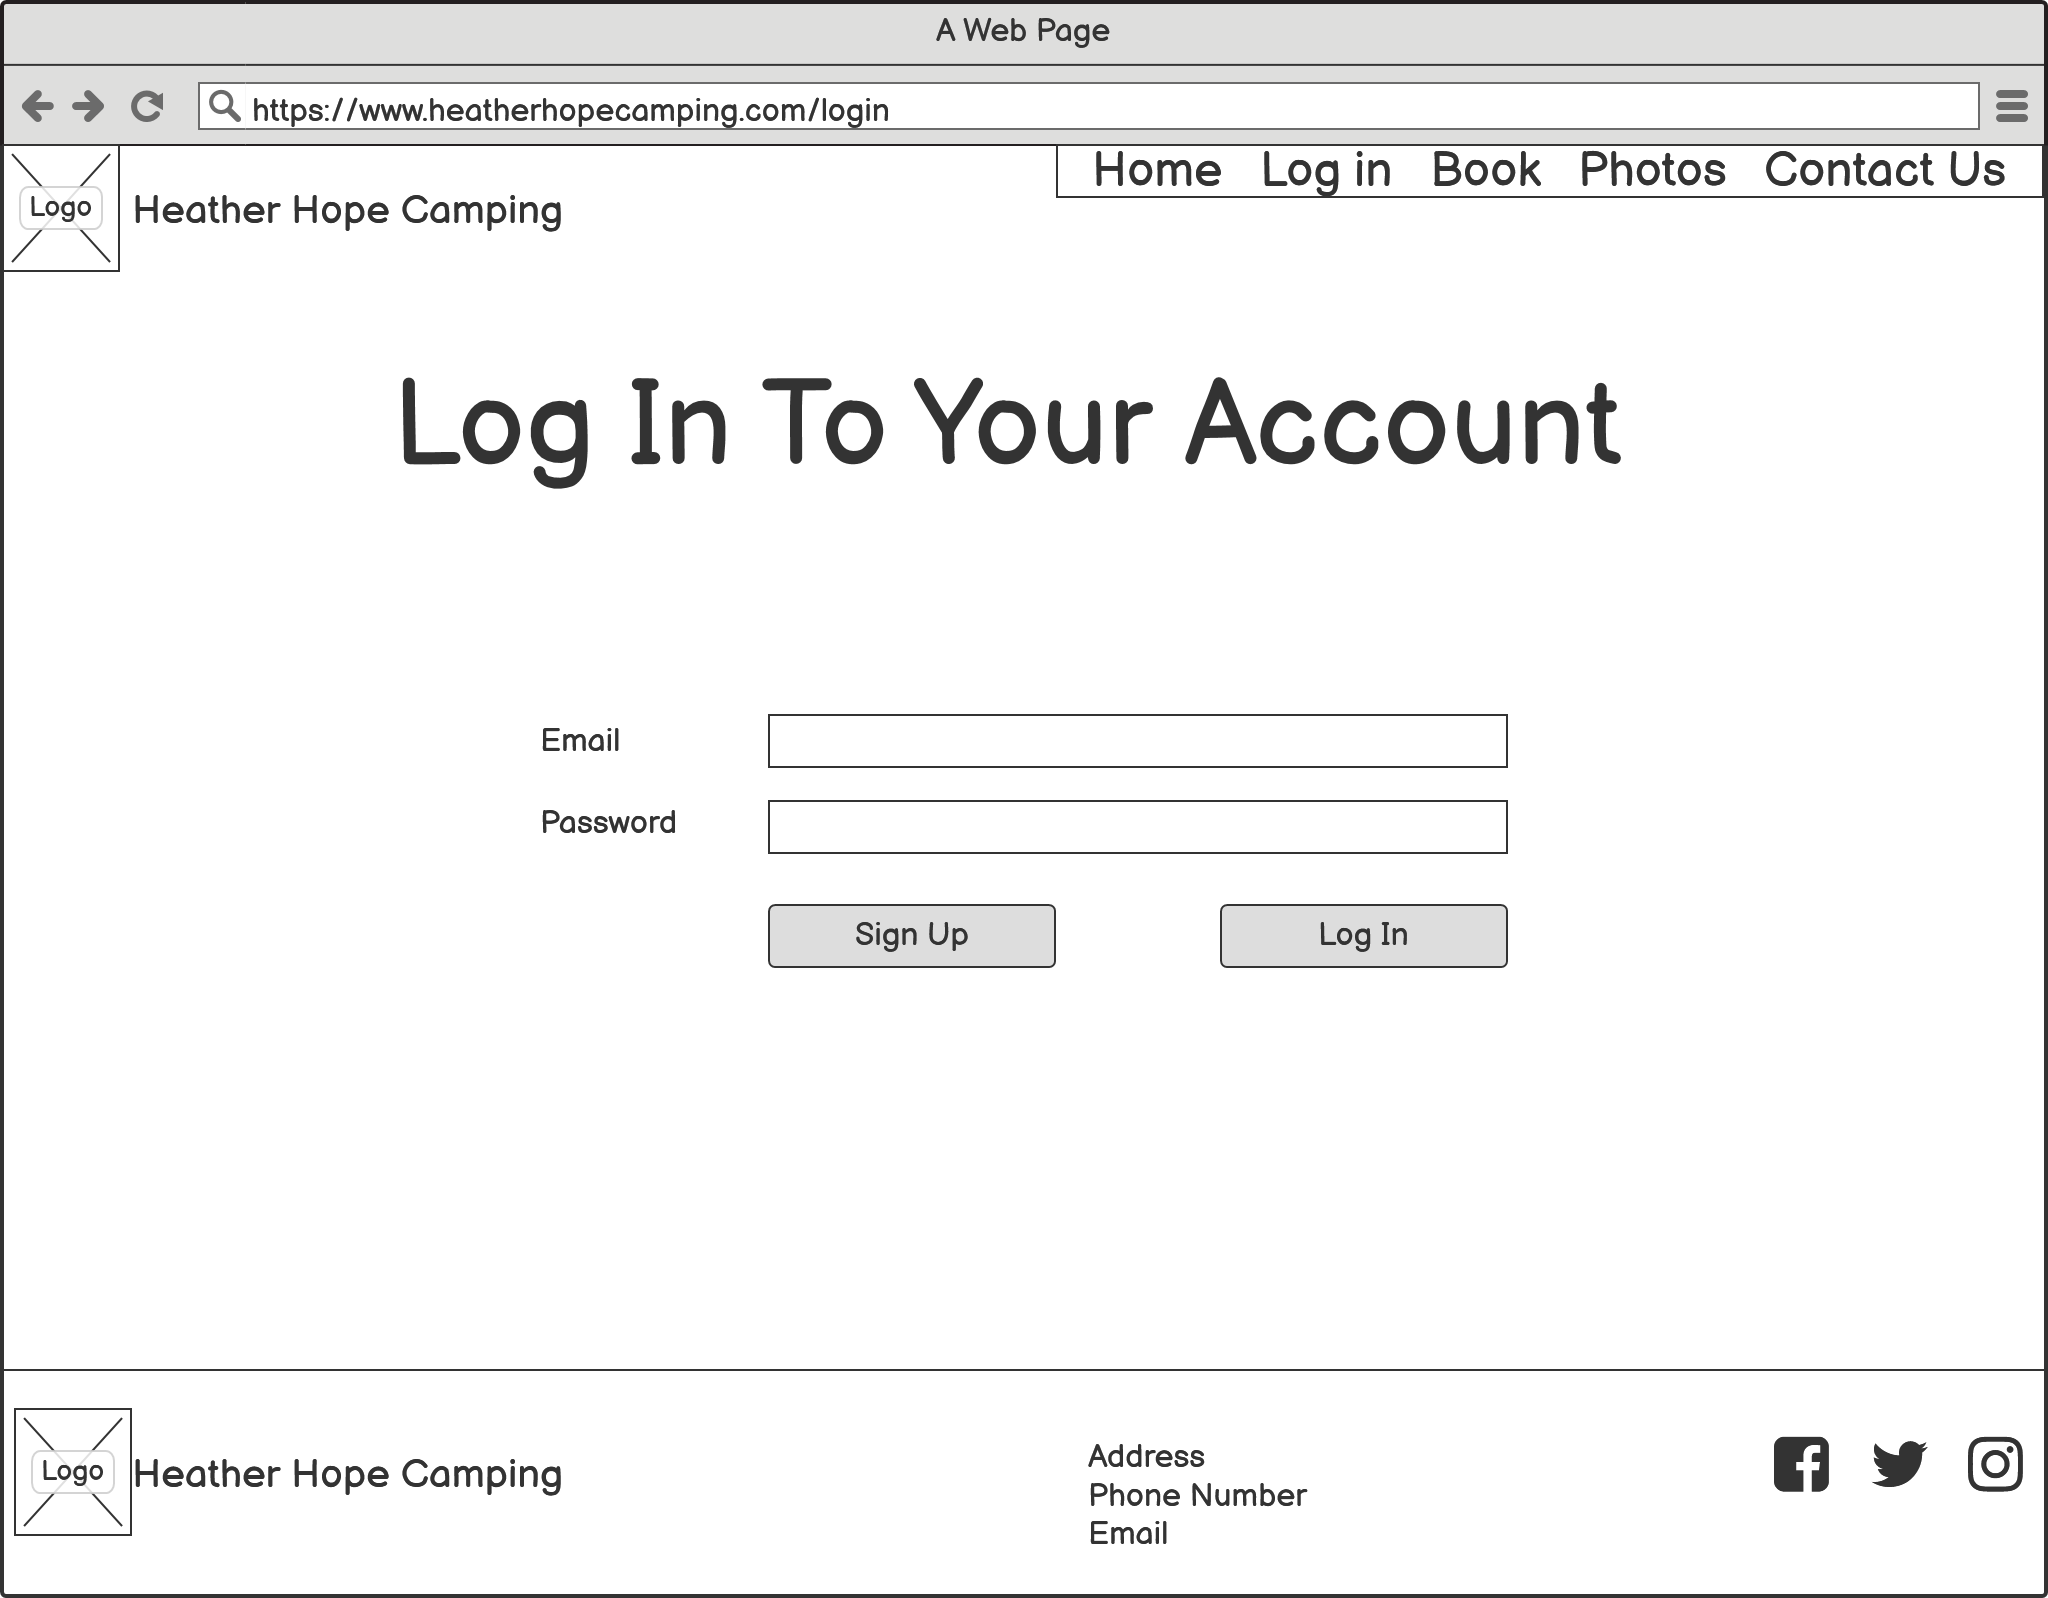 A Web Page
https://www.heatherhopecamping.com/login
Home Log in Book Photos Contact Us
Logo Heather Hope Camping
Log In To Your Account
Email
Password
Sign Up Log In
Logo Heather Hope Camping
Address
Phone Number
Email